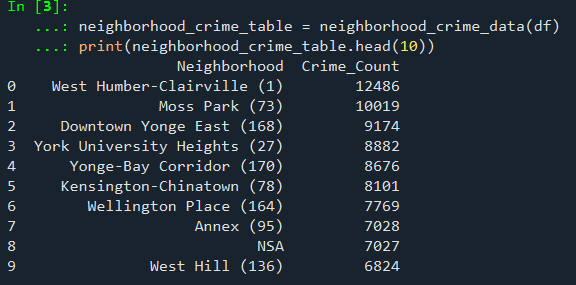 In [3]:
...: neighborhood_crime_table = neighborhood_crime_data(df)
...: print(neighborhood_crime_table.head(10))
Neighborhood Crime_Count
0 West Humber-Clairville (1) 12486
1 Moss Park (73) 10019
2 Downtown Yonge East (168) 9174
3 York University Heights (27) 8882
4 Yonge-Bay Corridor (170) 8676
5 Kensington-Chinatown (78) 8101
6 Wellington Place (164) 7769
7 Annex (95) 7028
8 NSA 7027
9 West Hill (136) 6824